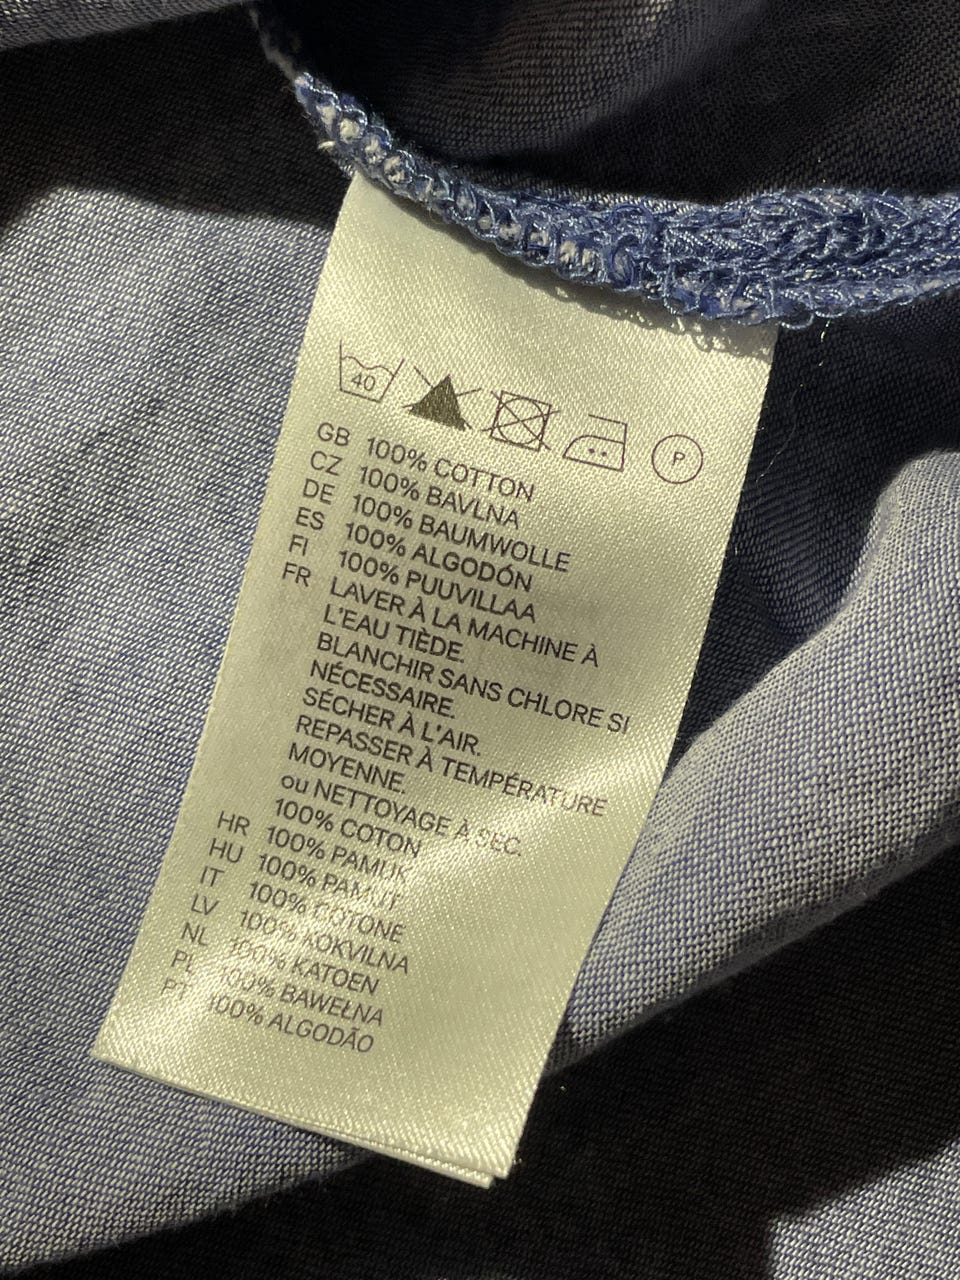 40 P
GB 100% COTTON
CZ 100% BAVLNA
DE 100% BAUMWOLLE
ES 100% ALGODÓN
FI 100% PUUVILLAA
FR LAVER À LA MACHINE À
L'EAU TIÈDE.
BLANCHIR SANS CHLORE SI
NÉCESSAIRE.
SÉCHER À L'AIR.
REPASSER À TEMPÉRATURE
MOYENNE.
ou NETTOYAGE À SEC.
100% COTON
HR 100% PAMUK
HU 100% PAMUT
IT 100% COTONE
LV 100% KOKVILNA
NL 100% KATOEN
PL 100% BAWEŁNA
PT 100% ALGODÃO